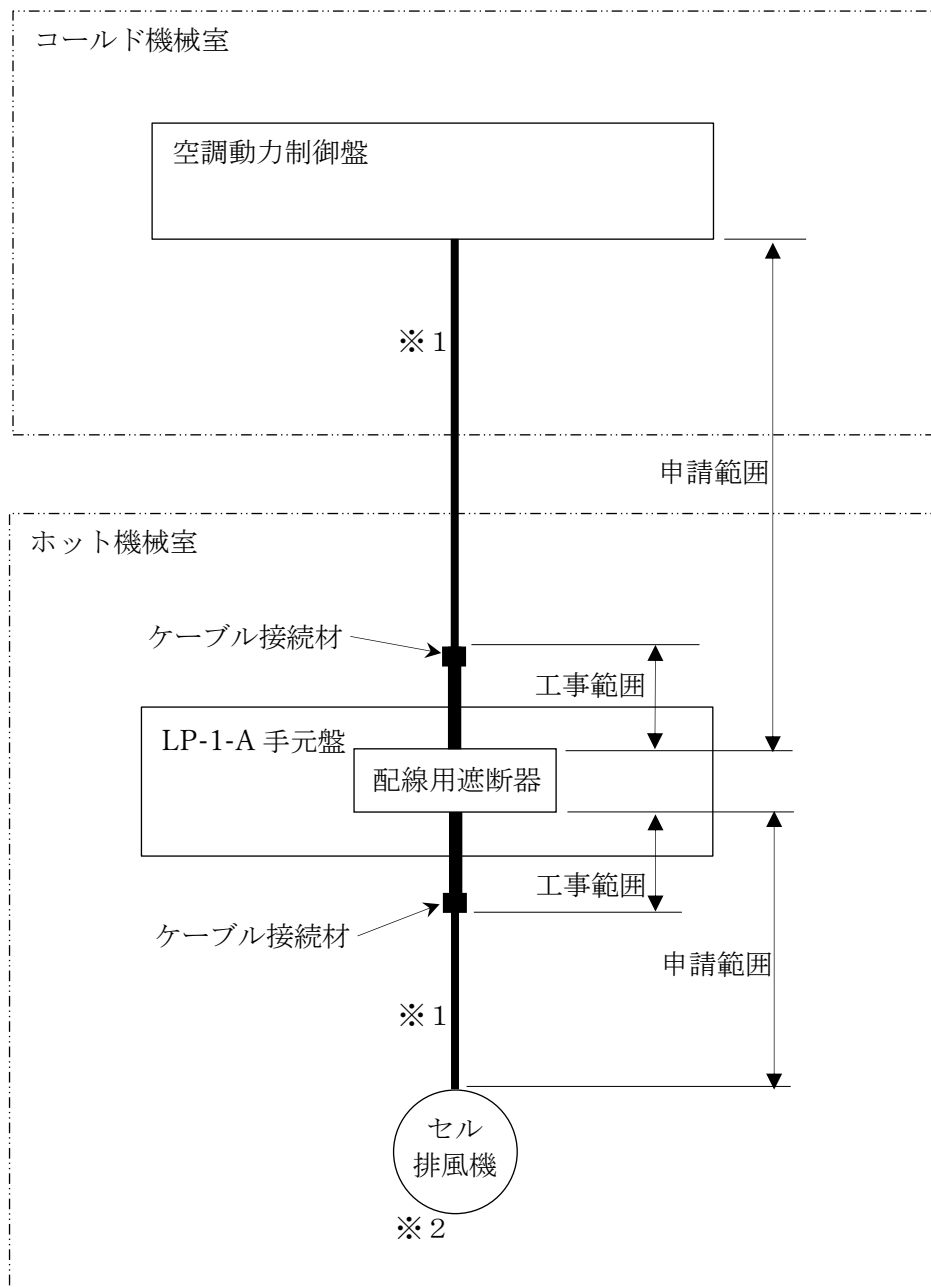 コールド機械室
空調動力制御盤
※１
申請範囲
ホット機械室
ケーブル接続材
工事範囲
LP-1-A 手元盤
配線用遮断器
工事範囲
ケーブル接続材
申請範囲
※１
セル
排風機
※２